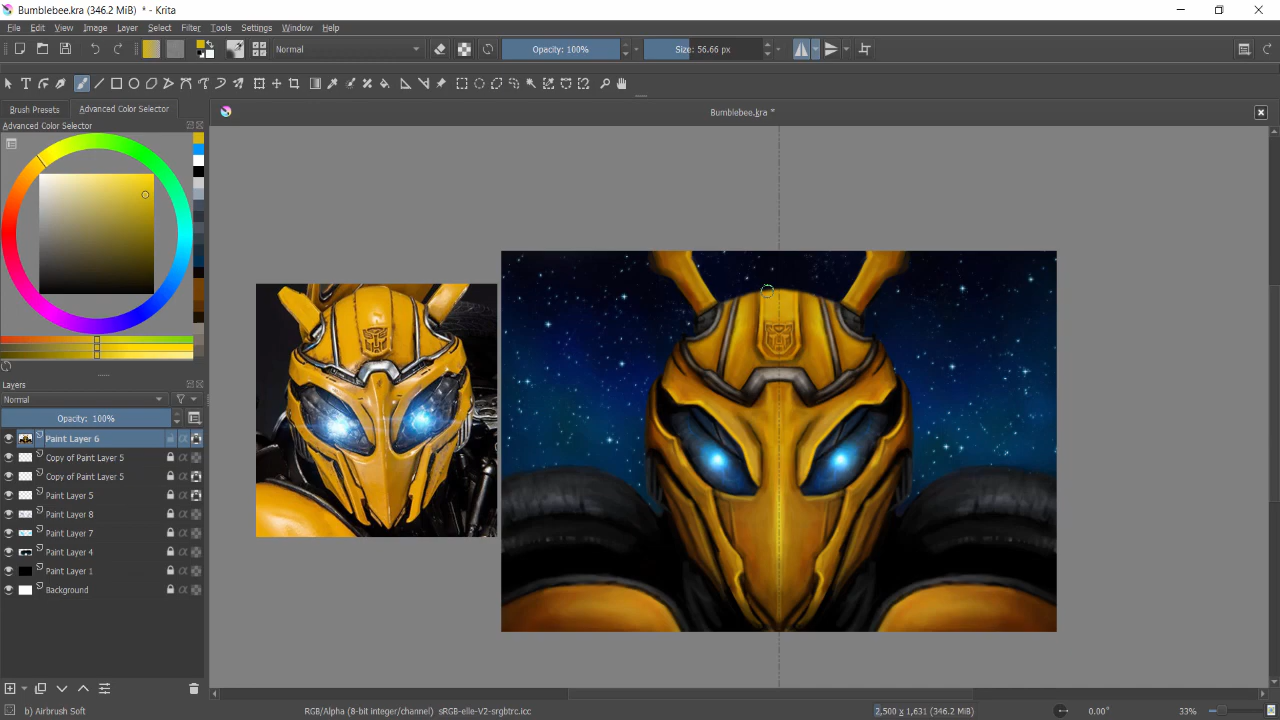 Bumblebee.kra (346.2 MiB) * - Krita
File Edit View Image Layer Select Filter Tools Settings Window Help
Normal Opacity: 100% Size: 56.66 px
Brush Presets Advanced Color Selector
Bumblebee.kra *
Advanced Color Selector
Layers
Normal
Opacity: 100%
Paint Layer 6
Copy of Paint Layer 5
Copy of Paint Layer 5
Paint Layer 5
Paint Layer 8
Paint Layer 7
Paint Layer 4
Paint Layer 1
Background
b) Airbrush Soft RGB/Alpha (8-bit integer/channel) sRGB-elle-V2-srgbtrc.icc 2,500 x 1,631 (346.2 MiB) 0.00° 33%